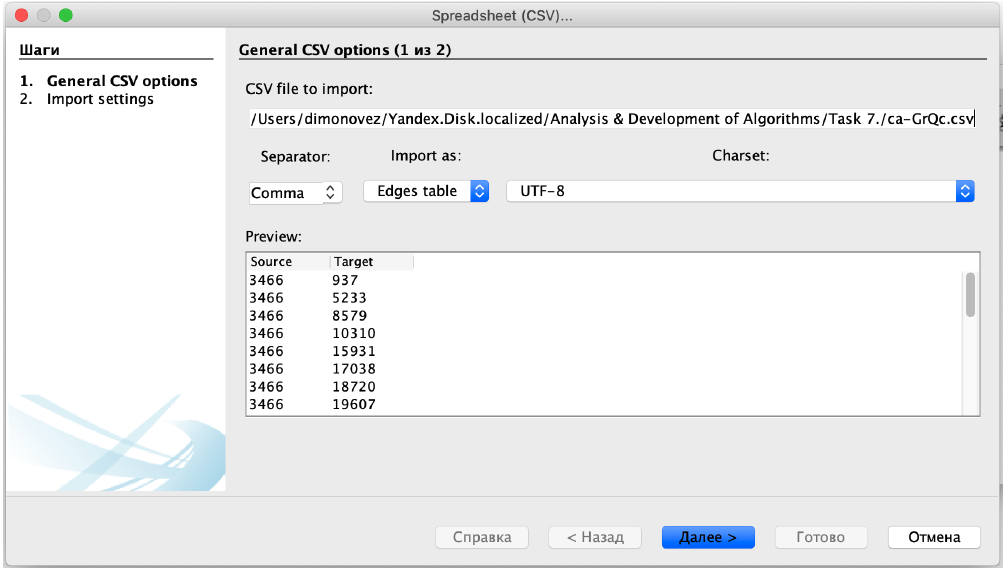 Spreadsheet (CSV)...
Шаги
1. General CSV options
2. Import settings
General CSV options (1 из 2)
CSV file to import:
/Users/dimonovez/Yandex.Disk.localized/Analysis & Development of Algorithms/Task 7./ca-GrQc.csv
Separator: Import as: Charset:
Comma Edges table UTF-8
Preview:
Source Target
3466 937
3466 5233
3466 8579
3466 10310
3466 15931
3466 17038
3466 18720
3466 19607
Справка < Назад Далее > Готово Отмена